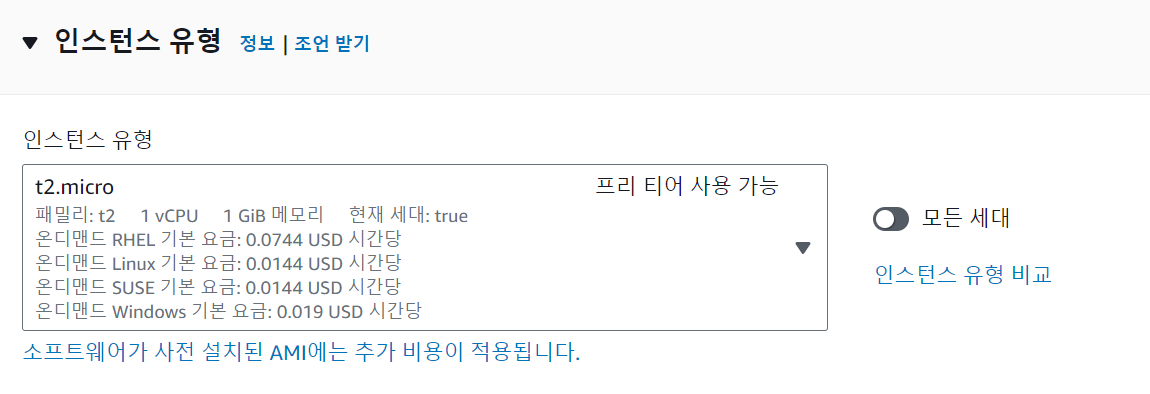 인스턴스 유형 정보 | 조언 받기
인스턴스 유형
t2.micro 프리 티어 사용 가능
패밀리: t2 1 vCPU 1 GiB 메모리 현재 세대: true
온디맨드 RHEL 기본 요금: 0.0744 USD 시간당
온디맨드 Linux 기본 요금: 0.0144 USD 시간당
온디맨드 SUSE 기본 요금: 0.0144 USD 시간당
온디맨드 Windows 기본 요금: 0.019 USD 시간당
모든 세대
인스턴스 유형 비교
소프트웨어가 사전 설치된 AMI에는 추가 비용이 적용됩니다.